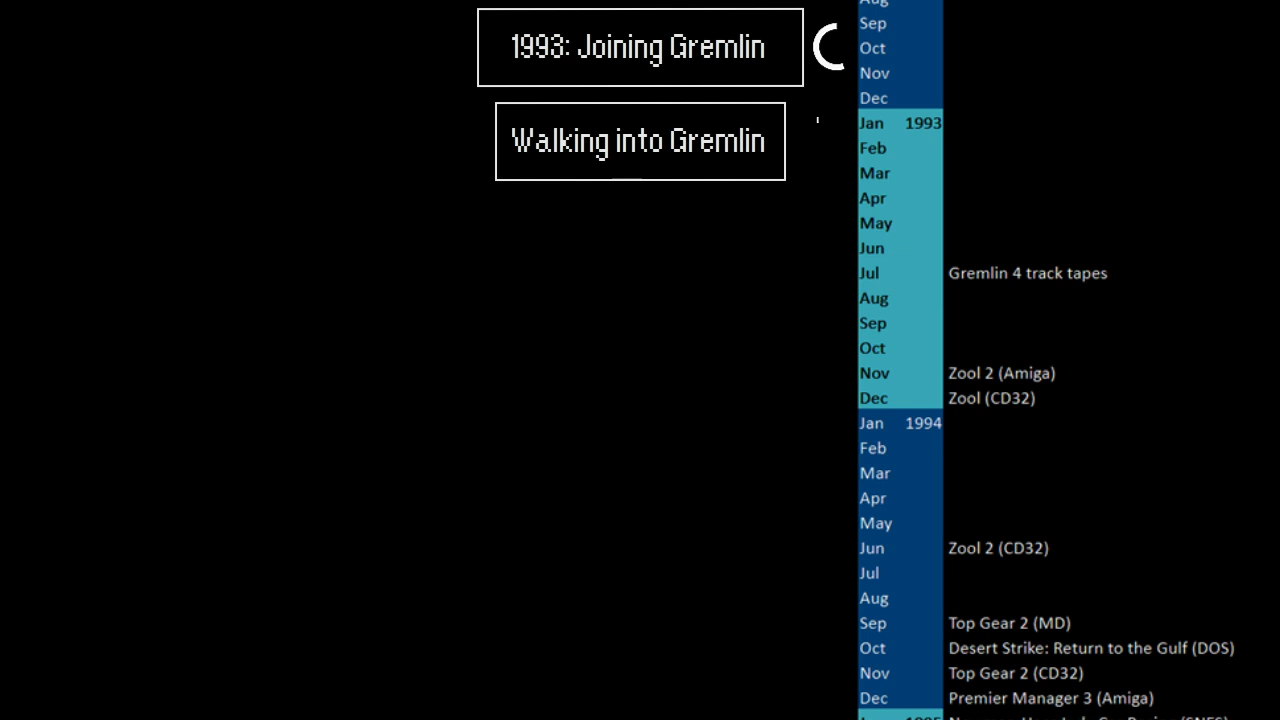 1993: Joining Gremlin
Walking into Gremlin
Aug
Sep
Oct
Nov
Dec
Jan 1993
Feb
Mar
Apr
May
Jun
Jul Gremlin 4 track tapes
Aug
Sep
Oct
Nov Zool 2 (Amiga)
Dec Zool (CD32)
Jan 1994
Feb
Mar
Apr
May
Jun Zool 2 (CD32)
Jul
Aug
Sep Top Gear 2 (MD)
Oct Desert Strike: Return to the Gulf (DOS)
Nov Top Gear 2 (CD32)
Dec Premier Manager 3 (Amiga)
Jan 1995